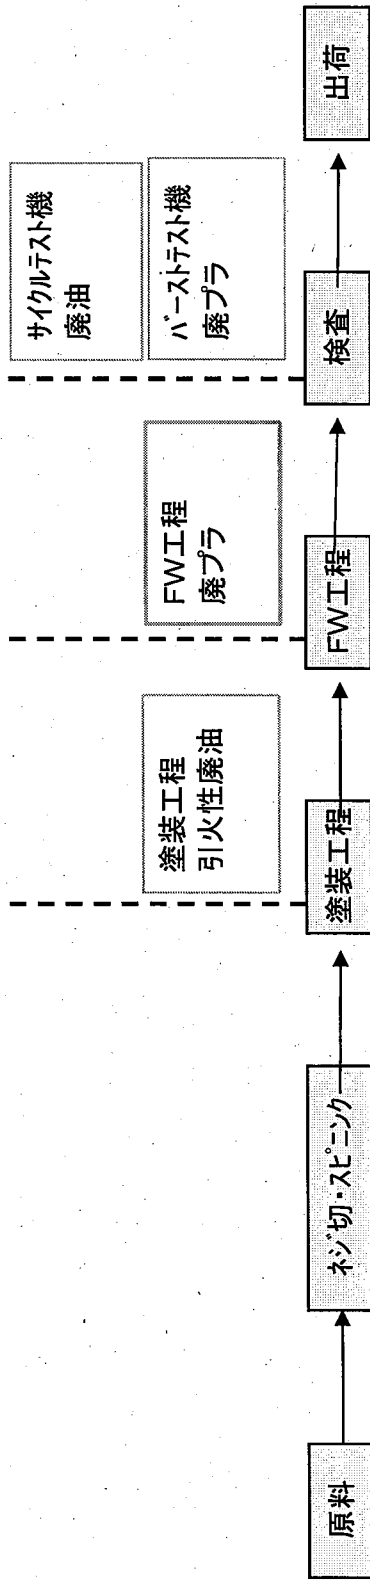 サイクルテスト機
廃油
バーストテスト機
廃プラ
FW工程
廃プラ
塗装工程
引火性廃油
原料
ネジ切・スピニング
塗装工程
FW工程
検査
出荷